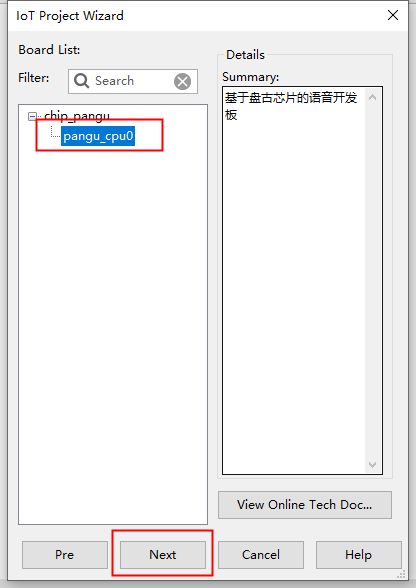 IoT Project Wizard
Board List:
Filter:
Search
chip_pangu
pangu_cpu0
Details
Summary:
基于盘古芯片的语音开发
板
View Online Tech Doc...
Pre
Next
Cancel
Help